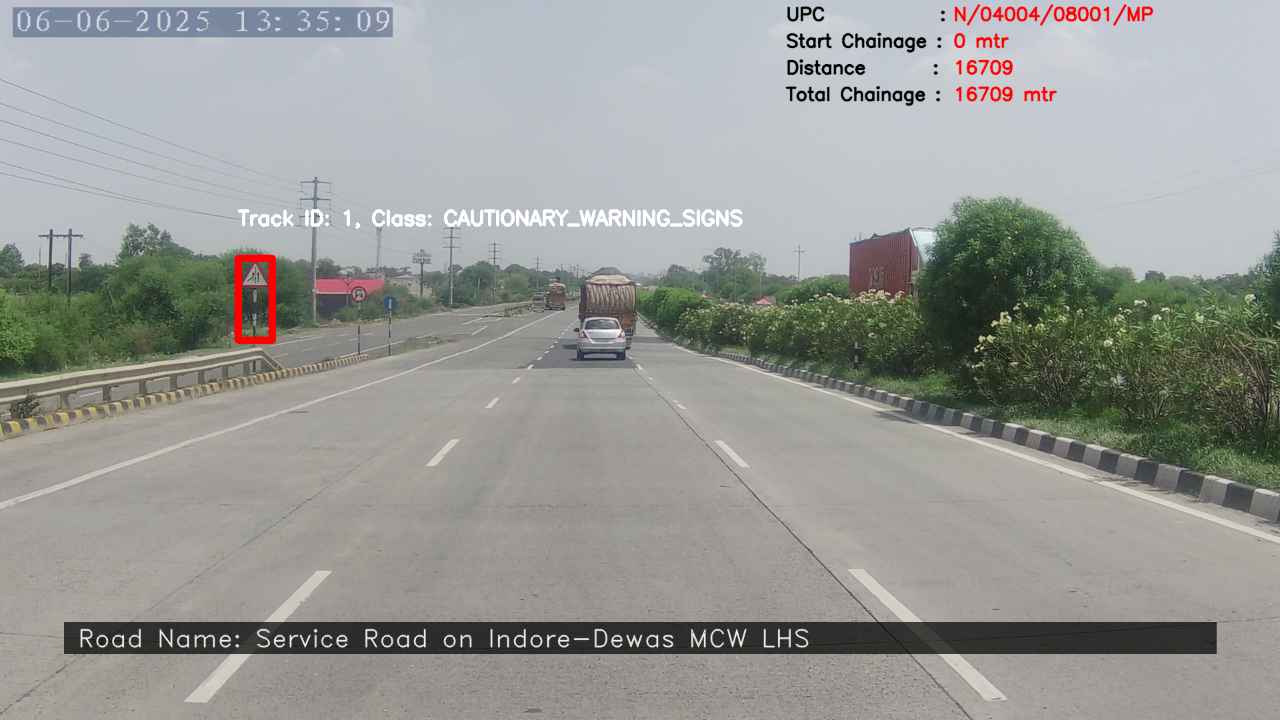 06-06-2025 13:35:09
UPC : N/04004/08001/MP
Start Chainage : 0 mtr
Distance : 16709
Total Chainage : 16709 mtr
Track ID: 1, Class: CAUTIONARY_WARNING_SIGNS
Road Name: Service Road on Indore-Dewas MCW LHS